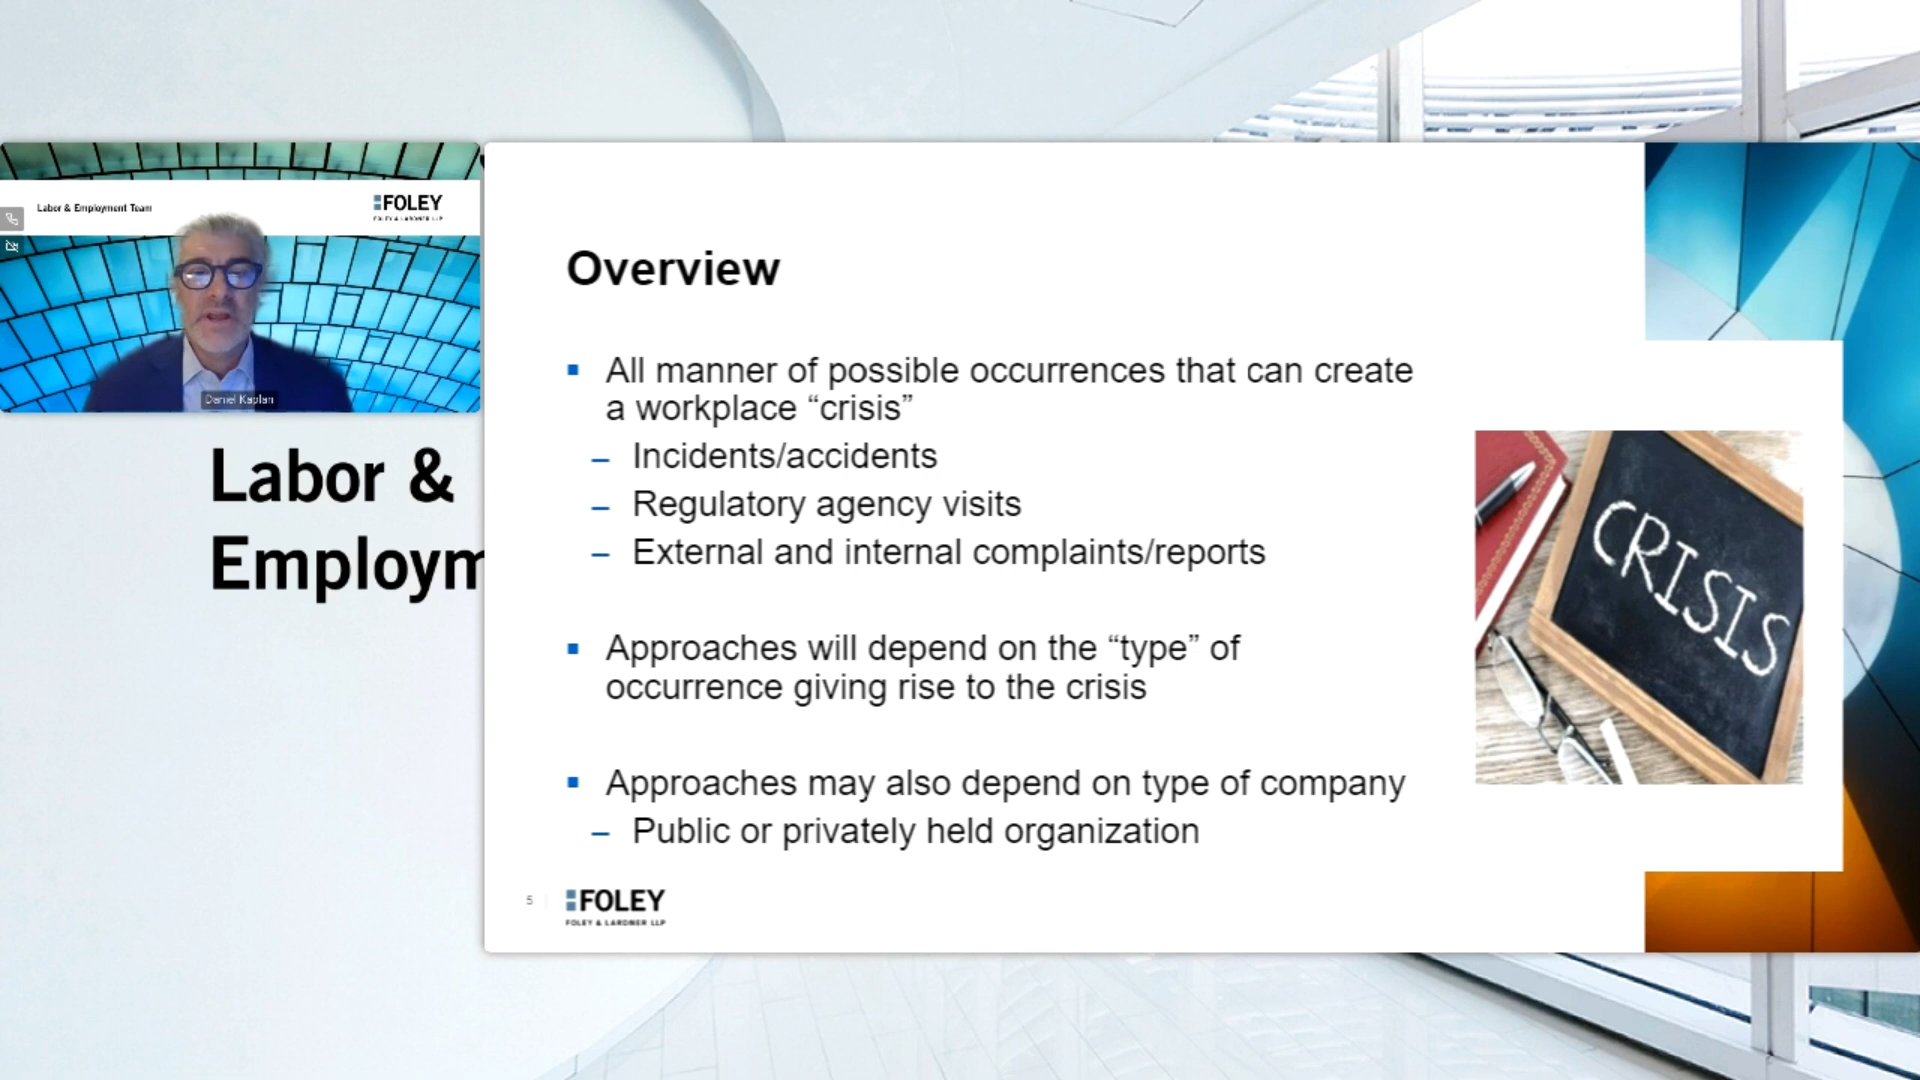 Labor & Employment Team
FOLEY
FOLEY & LARDNER LLP
Daniel Kaplan
Labor &
Employm
Overview
All manner of possible occurrences that can create
a workplace “crisis”
– Incidents/accidents
– Regulatory agency visits
– External and internal complaints/reports
Approaches will depend on the “type” of
occurrence giving rise to the crisis
Approaches may also depend on type of company
– Public or privately held organization
CRISIS
5
FOLEY
FOLEY & LARDNER LLP